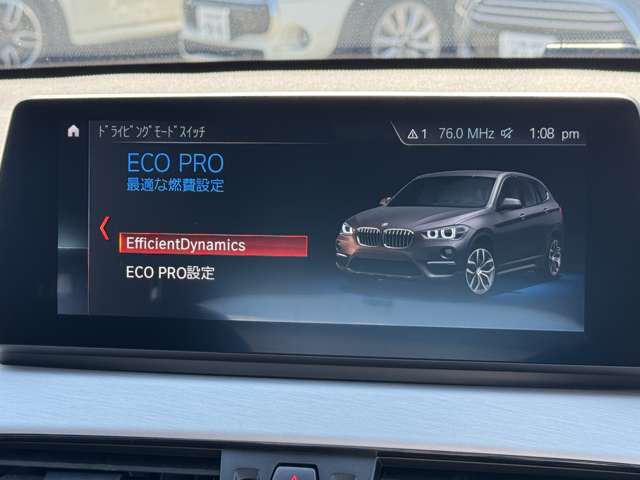 ﾄﾞﾗｲﾋﾞﾝｸﾞﾓｰﾄﾞｽｲｯﾁ
1 76.0 MHz 1:08 pm
ECO PRO
最適な燃費設定
EfficientDynamics
ECO PRO設定